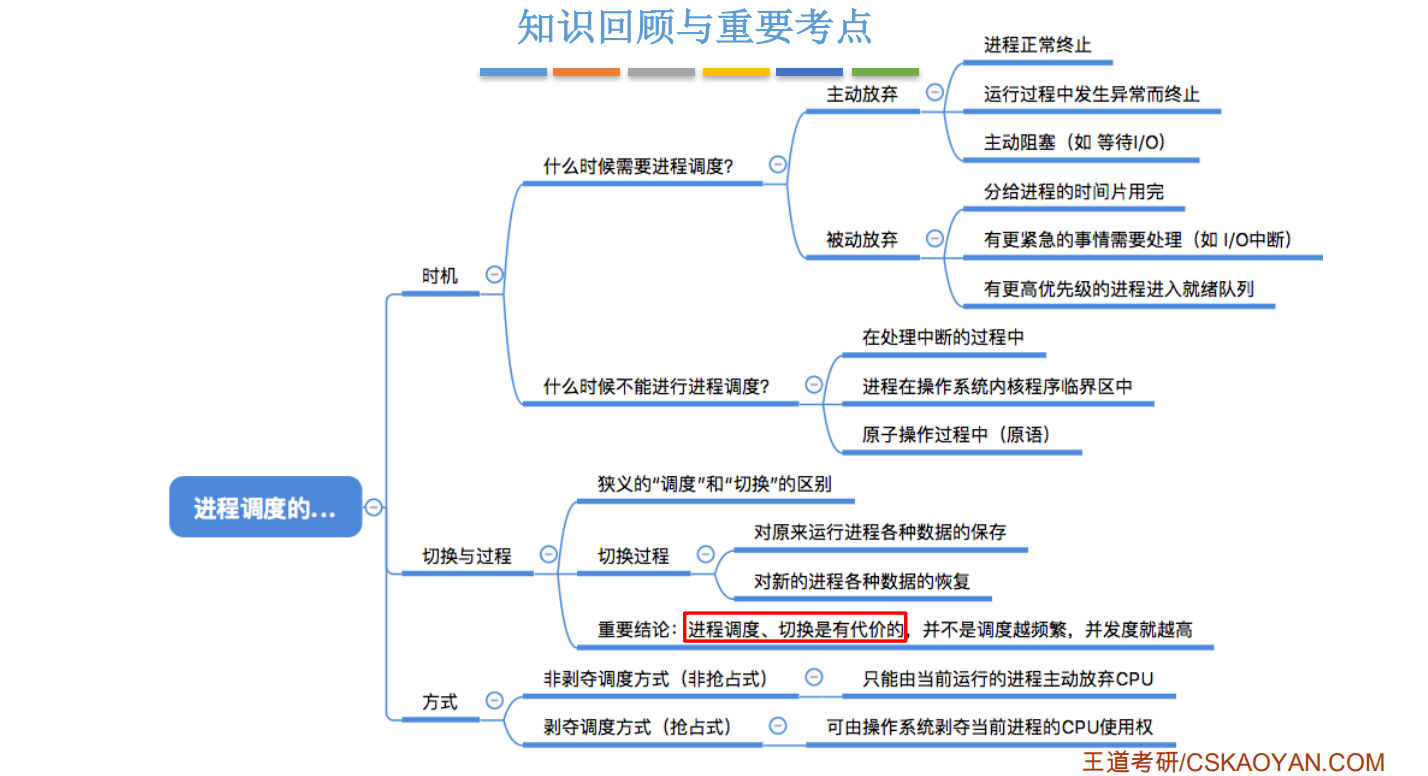 知识回顾与重要考点
进程调度的...
时机
什么时候需要进程调度？
主动放弃
进程正常终止
运行过程中发生异常而终止
主动阻塞（如 等待I/O）
被动放弃
分给进程的时间片用完
有更紧急的事情需要处理（如 I/O中断）
有更高优先级的进程进入就绪队列
什么时候不能进行进程调度？
在处理中断的过程中
进程在操作系统内核程序临界区中
原子操作过程中（原语）
切换与过程
狭义的“调度”和“切换”的区别
切换过程
对原来运行进程各种数据的保存
对新的进程各种数据的恢复
重要结论：进程调度、切换是有代价的，并不是调度越频繁，并发度就越高
方式
非剥夺调度方式（非抢占式）
只能由当前运行的进程主动放弃CPU
剥夺调度方式（抢占式）
可由操作系统剥夺当前进程的CPU使用权
王道考研/CSKAOYAN.COM